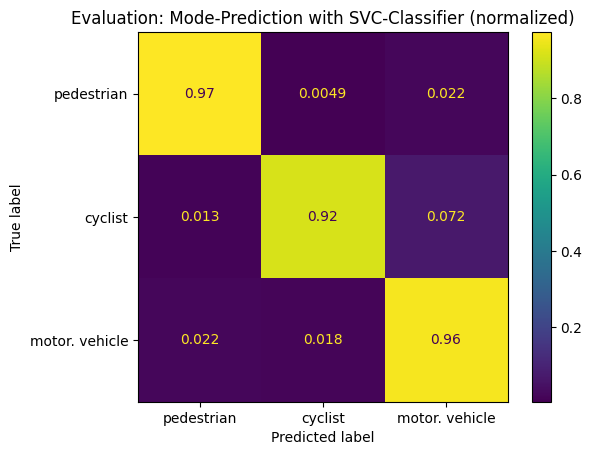 Evaluation: Mode-Prediction with SVC-Classifier (normalized)
pedestrian
0.97
0.0049
0.022
cyclist
0.013
0.92
0.072
motor. vehicle
0.022
0.018
0.96
pedestrian
cyclist
motor. vehicle
Predicted label
True label
0.8
0.6
0.4
0.2